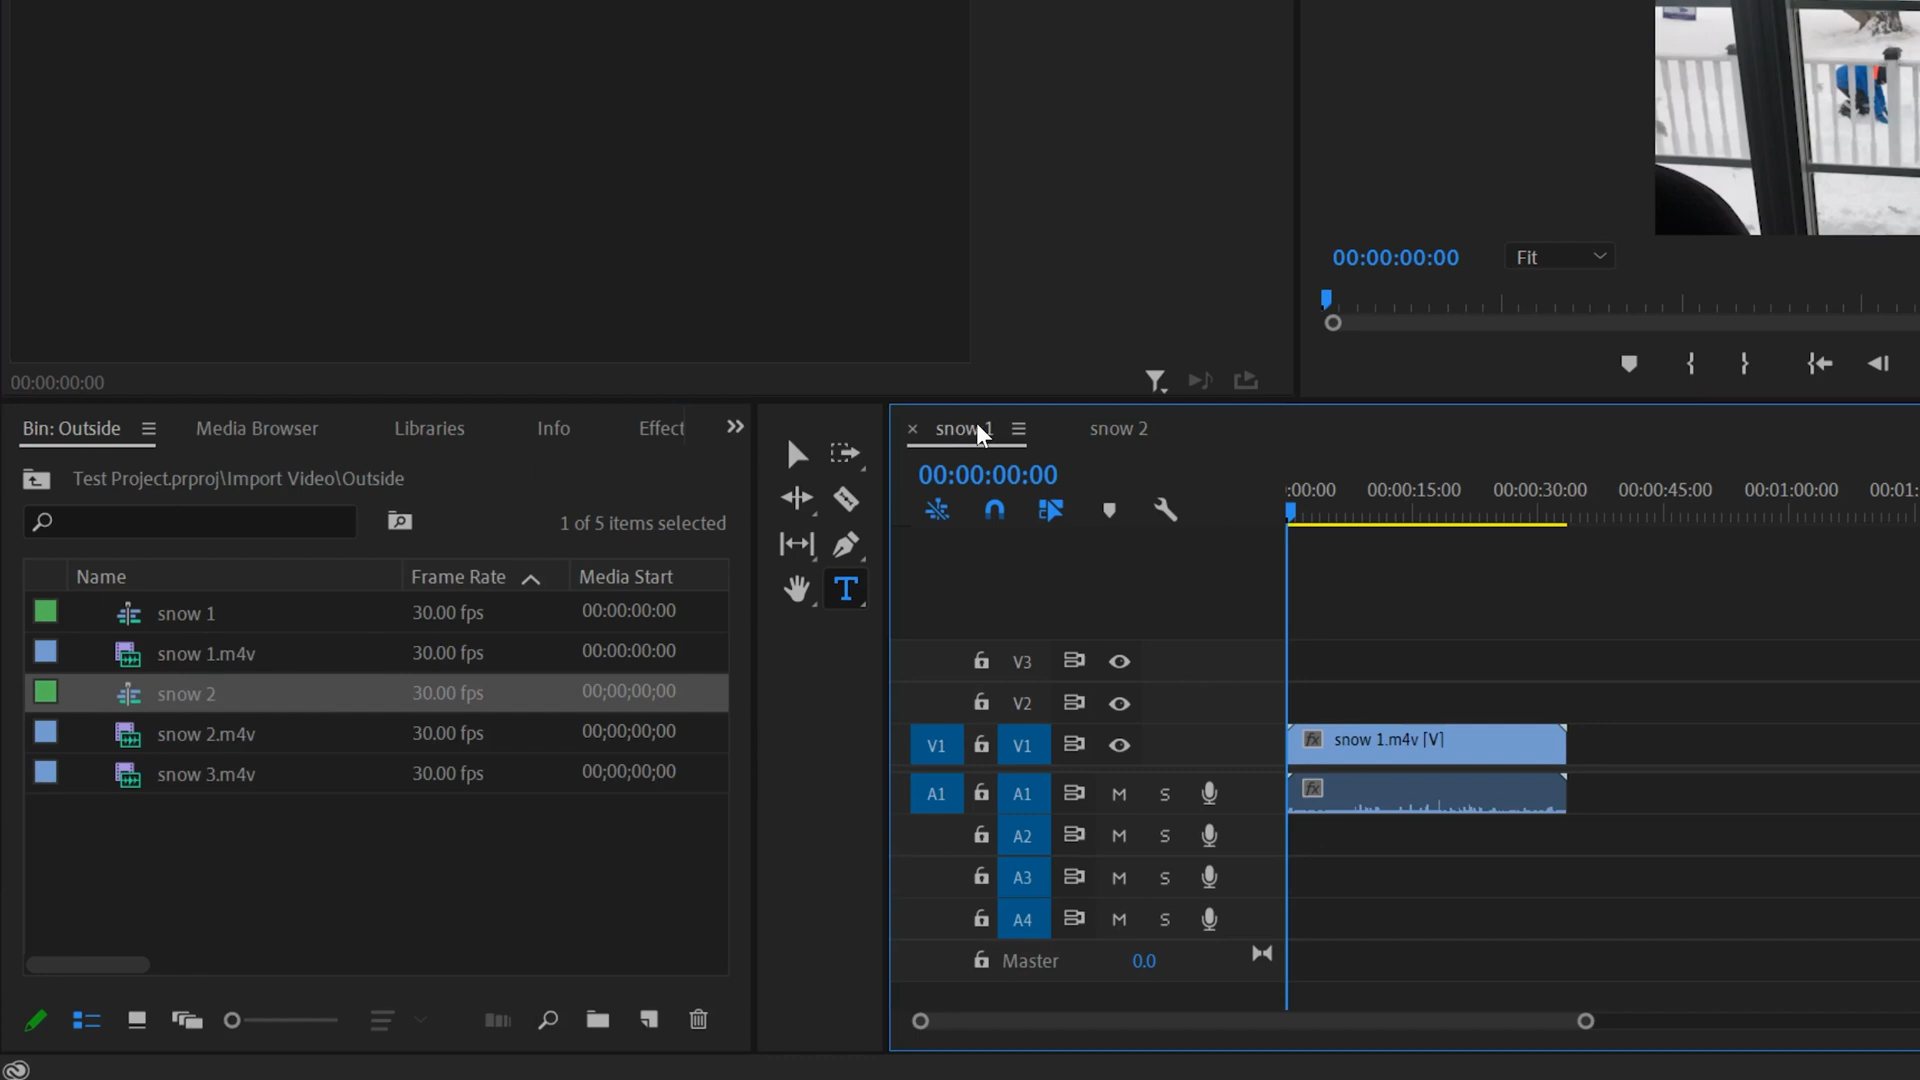 00:00:00:00
Fit
00:00:00:00
Bin: Outside
Media Browser
Libraries
Info
Effect
Test Project.prproj\Import Video\Outside
1 of 5 items selected
Name
Frame Rate
Media Start
snow 1
30.00 fps
00:00:00:00
snow 1.m4v
30.00 fps
00:00:00:00
snow 2
30.00 fps
00;00;00;00
snow 2.m4v
30.00 fps
00;00;00;00
snow 3.m4v
30.00 fps
00;00;00;00
T
snow 1
snow 2
00:00:00:00
:00:00
00:00:15:00
00:00:30:00
00:00:45:00
00:01:00:00
00:01:
V3
V2
V1
V1
fx
snow 1.m4v [V]
A1
A1
M
S
fx
A2
M
S
A3
M
S
A4
M
S
Master
0.0